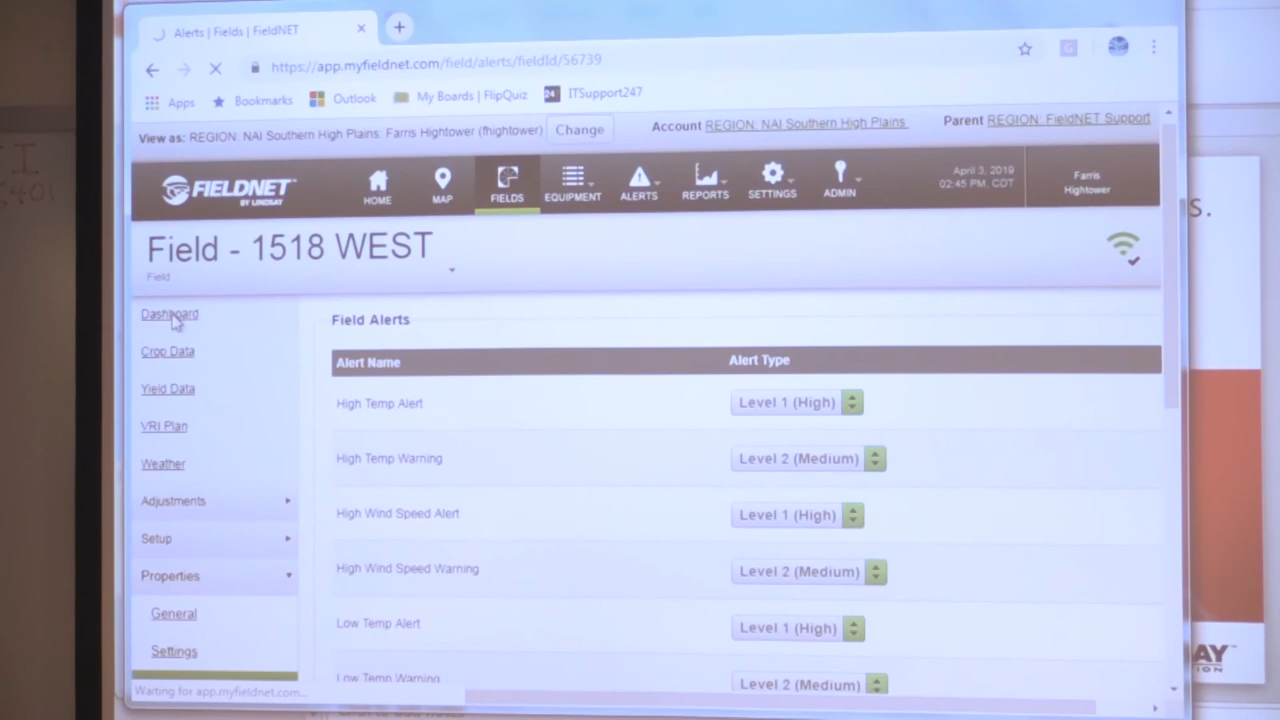 Alerts | Fields | FieldNET
https://app.myfieldnet.com/field/alerts/fieldId/56739
Apps Bookmarks Outlook My Boards | FlipQuiz 24 ITSupport247
View as: REGION: NAI Southern High Plains: Farris Hightower (fhightower) Change Account REGION: NAI Southern High Plains Parent REGION: FieldNET Support
FIELDNET
BY LINDSAY
HOME MAP FIELDS EQUIPMENT ALERTS REPORTS SETTINGS ADMIN
April 3, 2019
02:45 PM, CDT
Farris
Hightower
Field - 1518 WEST
Field
Dashboard
Crop Data
Yield Data
VRI Plan
Weather
Adjustments
Setup
Properties
General
Settings
Field Alerts
Alert Name Alert Type
High Temp Alert Level 1 (High)
High Temp Warning Level 2 (Medium)
High Wind Speed Alert Level 1 (High)
High Wind Speed Warning Level 2 (Medium)
Low Temp Alert Level 1 (High)
Low Temp Warning Level 2 (Medium)
Waiting for app.myfieldnet.com...
S.
AY
ION